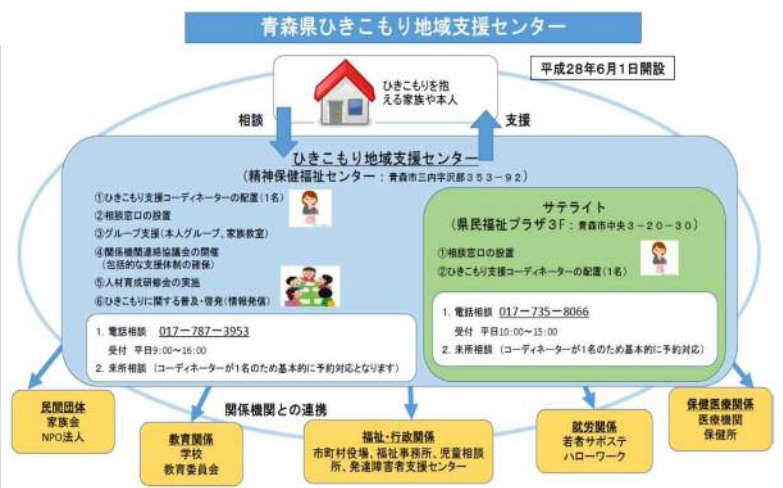 青森県ひきこもり地域支援センター
平成28年6月1日開設
ひきこもりを抱
える家族や本人
相談
支援
ひきこもり地域支援センター
(精神保健福祉センター：青森市三内字沢部353-92)
①ひきこもり支援コーディネーターの配置(1名)
②相談窓口の設置
③グループ支援(本人グループ、家族教室)
④関係機関連絡協議会の開催
(包括的な支援体制の確保)
⑤人材育成研修会の実施
⑥ひきこもりに関する普及・啓発(情報発信)
1. 電話相談 017-787-3953
受付 平日9:00~16:00
2. 来所相談 (コーディネーターが1名のため基本的に予約対応となります)
サテライト
(県民福祉プラザ3F：青森市中央3-20-30)
①相談窓口の設置
②ひきこもり支援コーディネーターの配置(1名)
1. 電話相談 017-735-8066
受付 平日10:00~15:00
2. 来所相談 (コーディネーターが1名のため基本的に予約対応)
関係機関との連携
民間団体
家族会
NPO法人
教育関係
学校
教育委員会
福祉・行政関係
市町村役場、福祉事務所、児童相談
所、発達障害者支援センター
就労関係
若者サポステ
ハローワーク
保健医療関係
医療機関
保健所